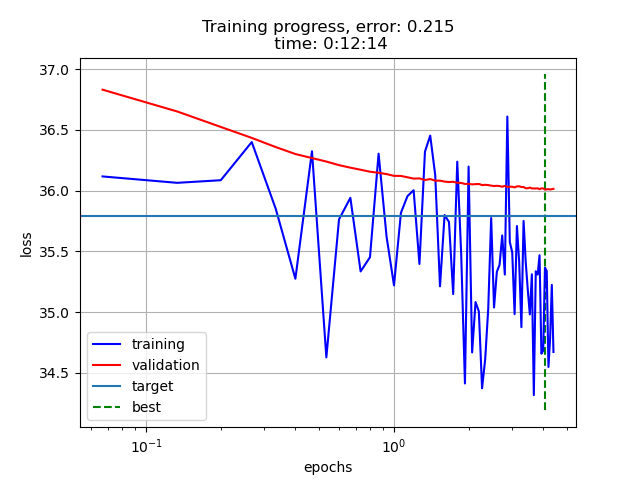 Training progress, error: 0.215
time: 0:12:14
37.0
36.5
36.0
35.5
35.0
34.5
loss
training
validation
target
best
10⁻¹
10⁰
epochs